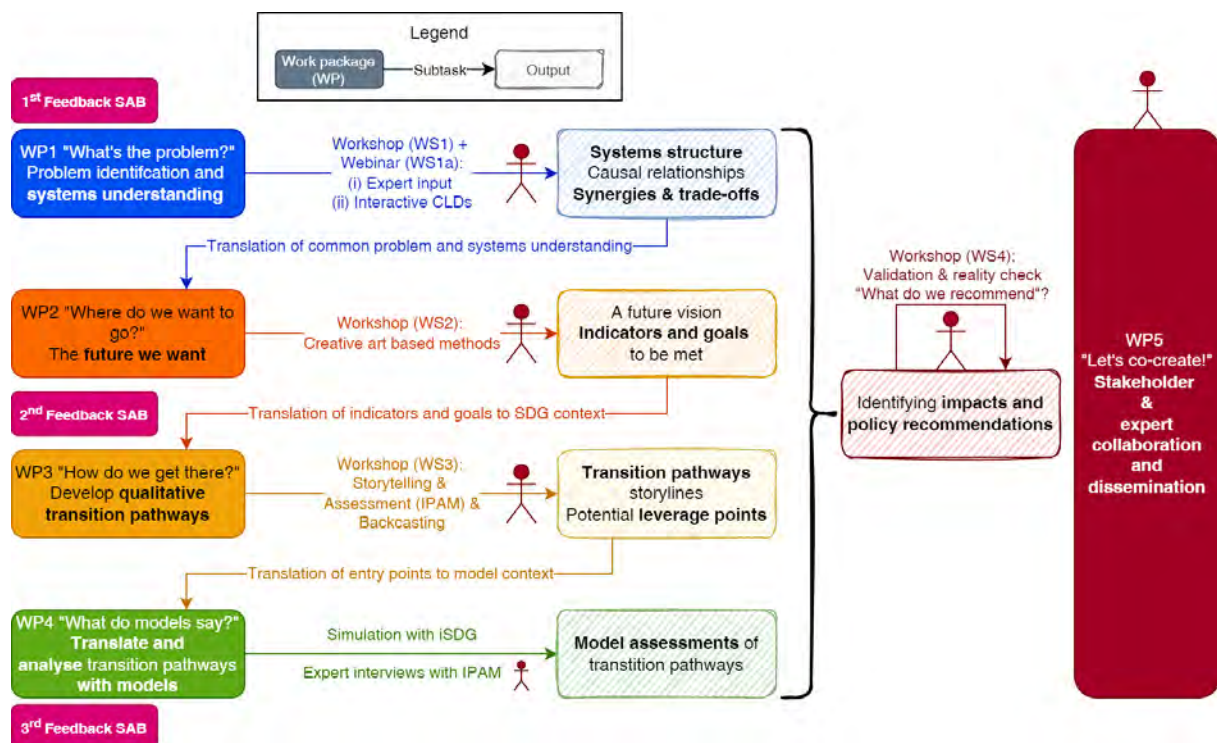 Legend
Work package
(WP)
Subtask
Output
1st Feedback SAB
WP1 "What's the problem?"
Problem identifcation and
systems understanding
Workshop (WS1) +
Webinar (WS1a):
(i) Expert input
(ii) Interactive CLDs
Systems structure
Causal relationships
Synergies & trade-offs
Translation of common problem and systems understanding
WP2 "Where do we want to
go?"
The future we want
Workshop (WS2):
Creative art based methods
A future vision
Indicators and goals
to be met
2nd Feedback SAB
Translation of indicators and goals to SDG context
WP3 "How do we get there?"
Develop qualitative
transition pathways
Workshop (WS3):
Storytelling &
Assessment (IPAM) &
Backcasting
Transition pathways
storylines
Potential leverage points
Translation of entry points to model context
WP4 "What do models say?"
Translate and
analyse transition pathways
with models
Simulation with iSDG
Expert interviews with IPAM
Model assessments of
transtition pathways
3rd Feedback SAB
Workshop (WS4):
Validation & reality check
"What do we recommend"?
Identifying impacts and
policy recommendations
WP5
"Let's co-create!"
Stakeholder
&
expert
collaboration
and
dissemination